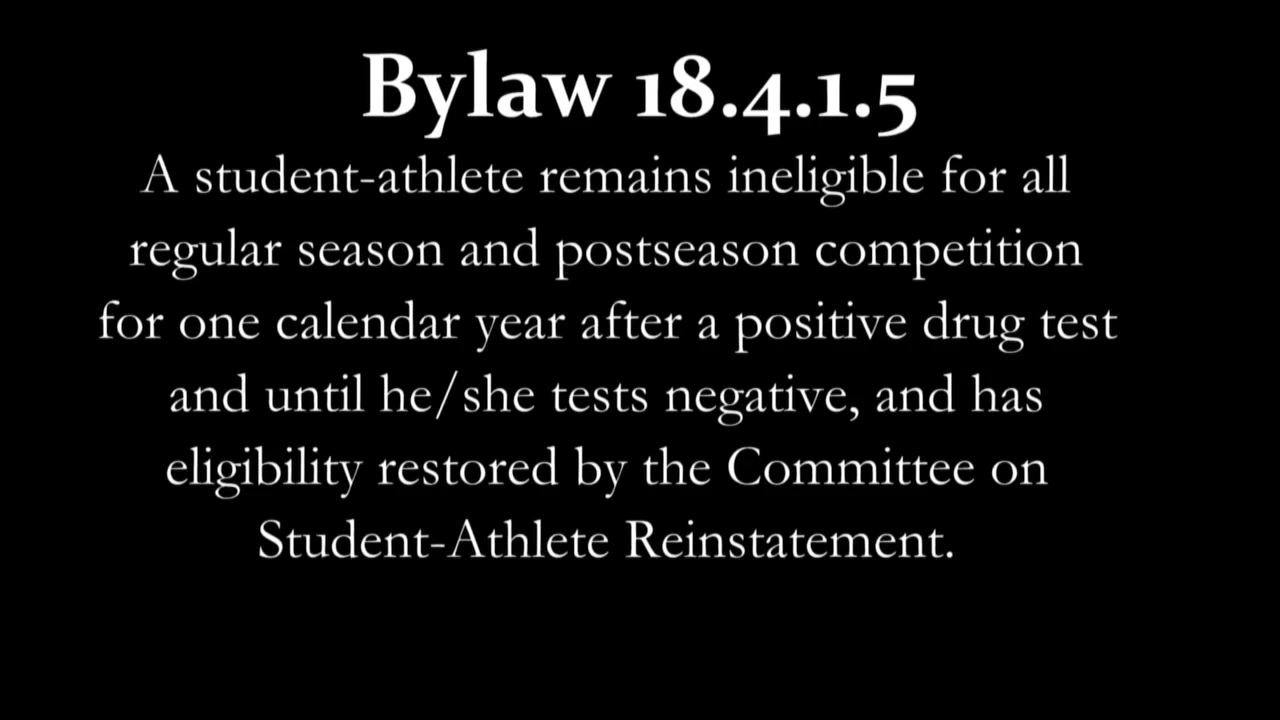 Bylaw 18.4.1.5
A student-athlete remains ineligible for all
regular season and postseason competition
for one calendar year after a positive drug test
and until he/she tests negative, and has
eligibility restored by the Committee on
Student-Athlete Reinstatement.